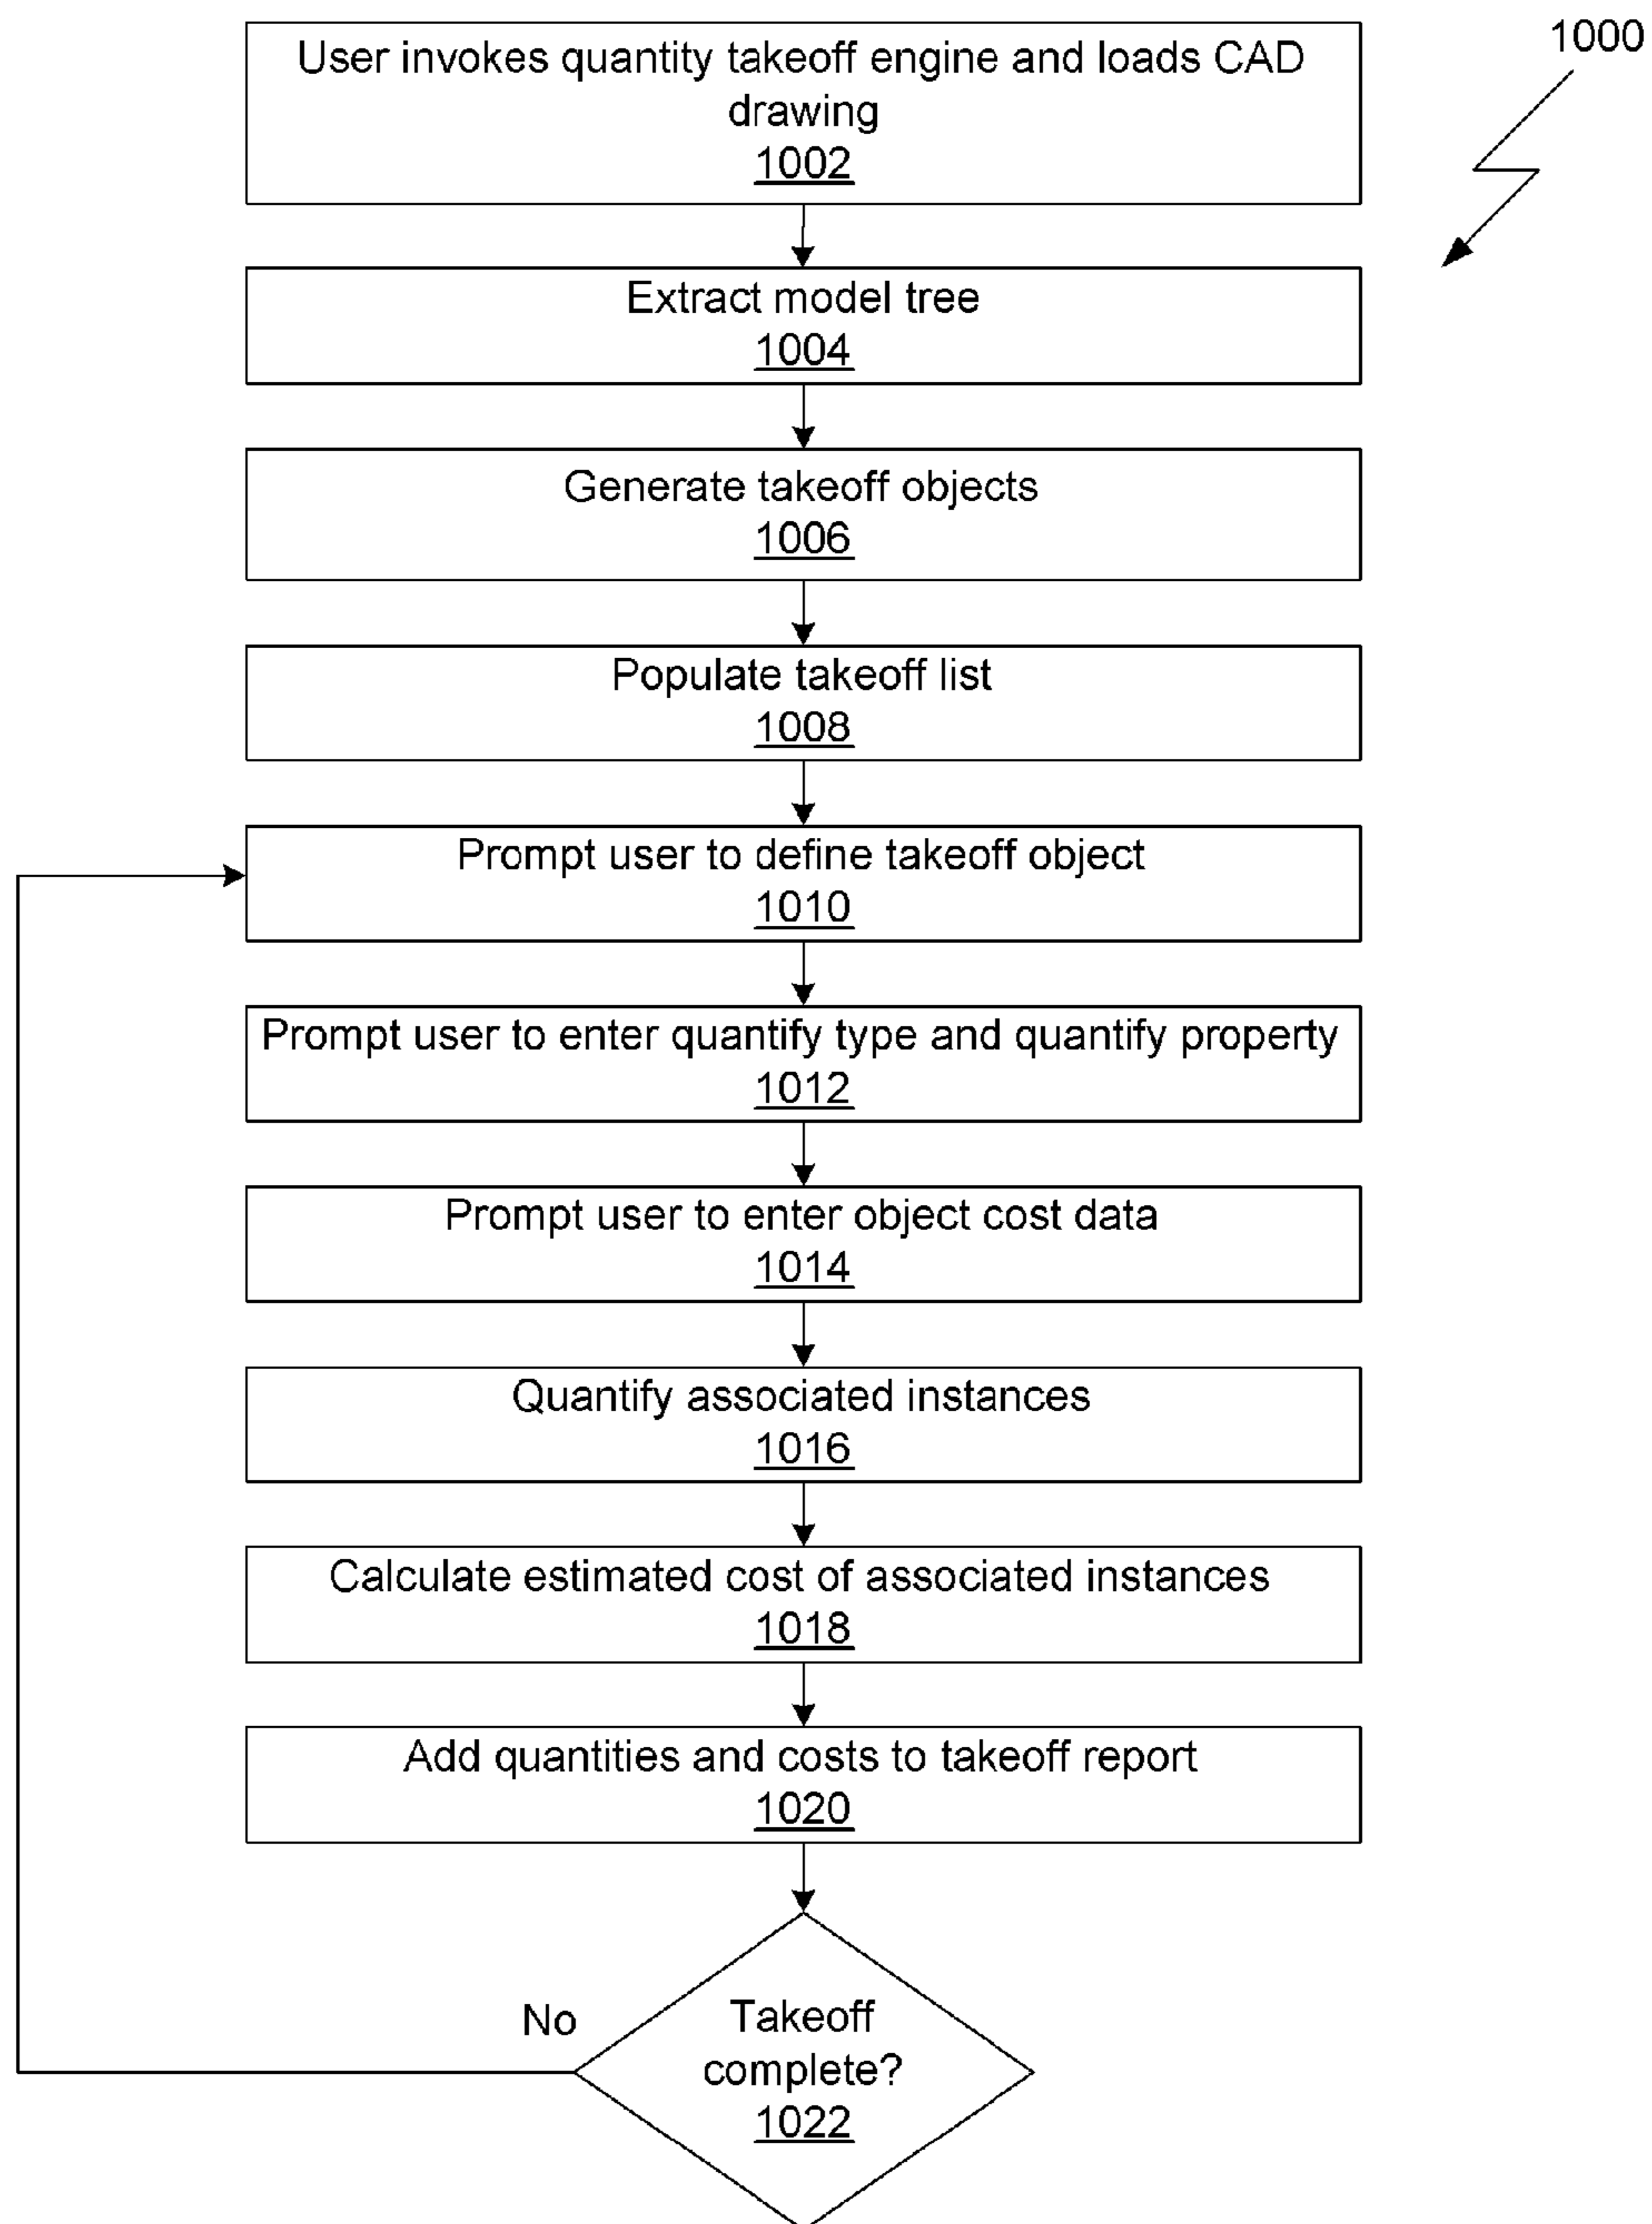 1000
User invokes quantity takeoff engine and loads CAD
drawing
1002
Extract model tree
1004
Generate takeoff objects
1006
Populate takeoff list
1008
Prompt user to define takeoff object
1010
Prompt user to enter quantify type and quantify property
1012
Prompt user to enter object cost data
1014
Quantify associated instances
1016
Calculate estimated cost of associated instances
1018
Add quantities and costs to takeoff report
1020
No
Takeoff
complete?
1022